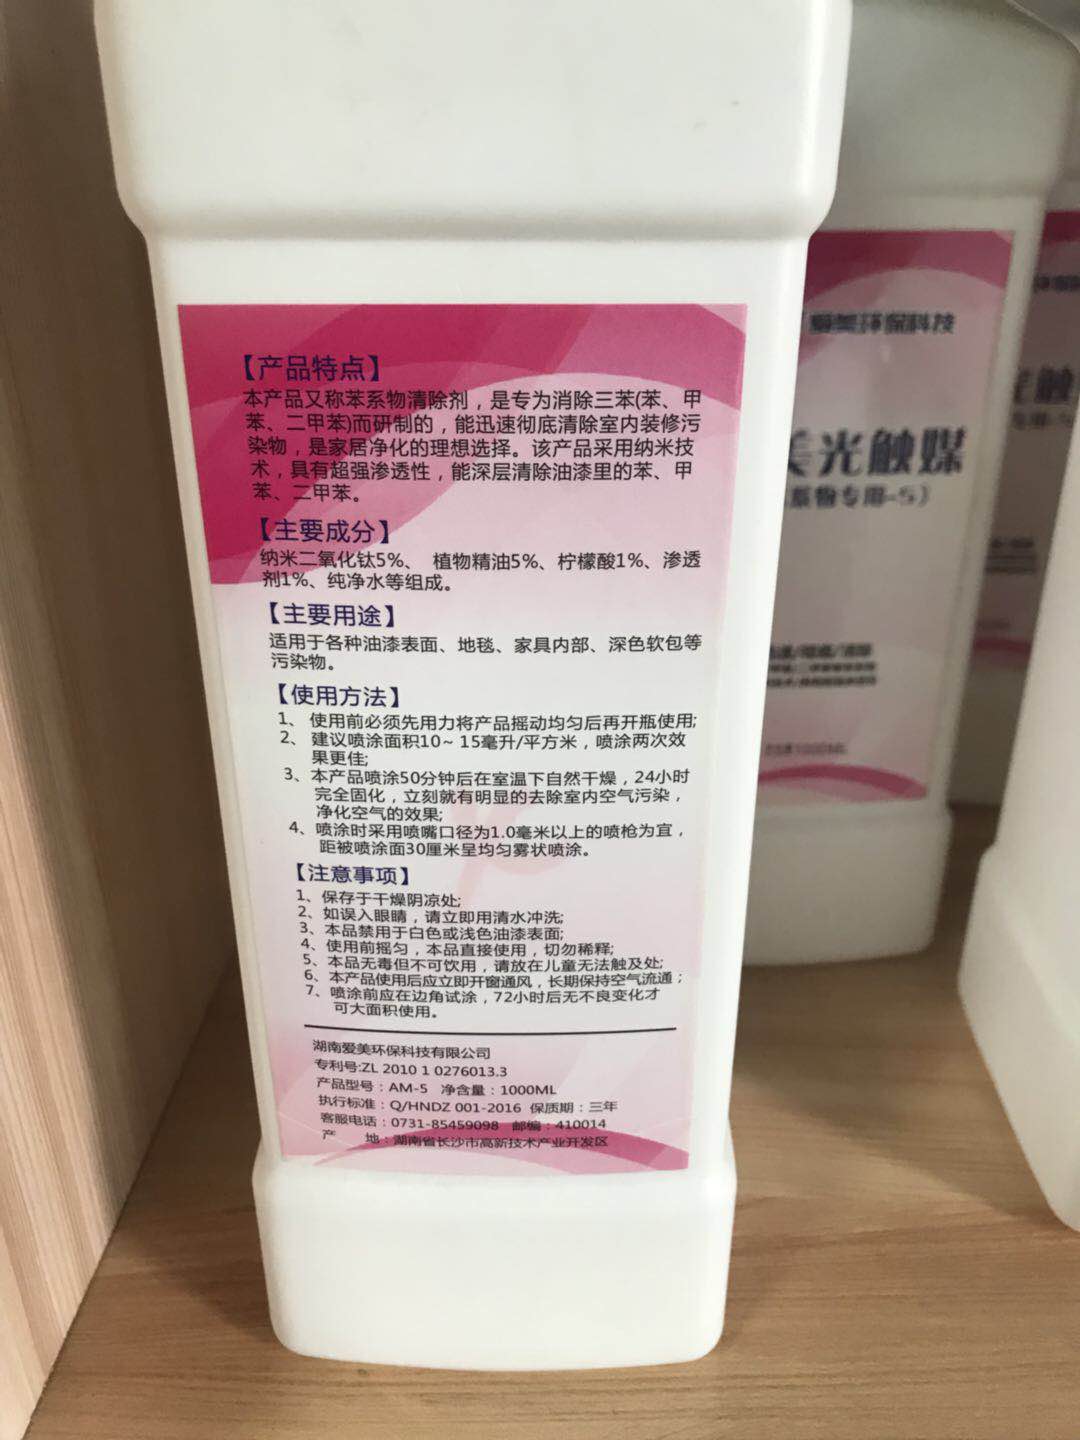 【产品特点】
本产品又称苯系物清除剂，是专为消除三苯(苯、甲
苯、二甲苯)而研制的，能迅速彻底清除室内装修污
染物，是家居净化的理想选择。该产品采用纳米技
术，具有超强渗透性，能深层清除油漆里的苯、甲
苯、二甲苯。
【主要成分】
纳米二氧化钛5%、 植物精油5%、柠檬酸1%、渗透
剂1%、纯净水等组成。
【主要用途】
适用于各种油漆表面、地毯、家具内部、深色软包等
污染物。
【使用方法】
1、 使用前必须先用力将产品摇动均匀后再开瓶使用;
2、 建议喷涂面积10~ 15毫升/平方米，喷涂两次效
果更佳;
3、本产品喷涂50分钟后在室温下自然干燥，24小时
完全固化，立刻就有明显的去除室内空气污染，
净化空气的效果;
4、喷涂时采用喷嘴口径为1.0毫米以上的喷枪为宜，
距被喷涂面30厘米呈均匀雾状喷涂。
【注意事项】
1、保存于干燥阴凉处;
2、如误入眼睛，请立即用清水冲洗;
3、本品禁用于白色或浅色油漆表面;
4、使用前摇匀，本品直接使用，切勿稀释;
5、本品无毒但不可饮用，请放在儿童无法触及处;
6、本产品使用后应立即开窗通风，长期保持空气流通；
7、喷涂前应在边角试涂，72小时后无不良变化才
可大面积使用。
湖南爱美环保科技有限公司
专利号:ZL 2010 1 0276013.3
产品型号：AM-5 净含量：1000ML
执行标准：Q/HNDZ 001-2016 保质期：三年
客服电话：0731-85459098 邮编：410014
产 地：湖南省长沙市高新技术产业开发区
爱美环保科技
美光触媒
系物专用-S）
1000ML
光触